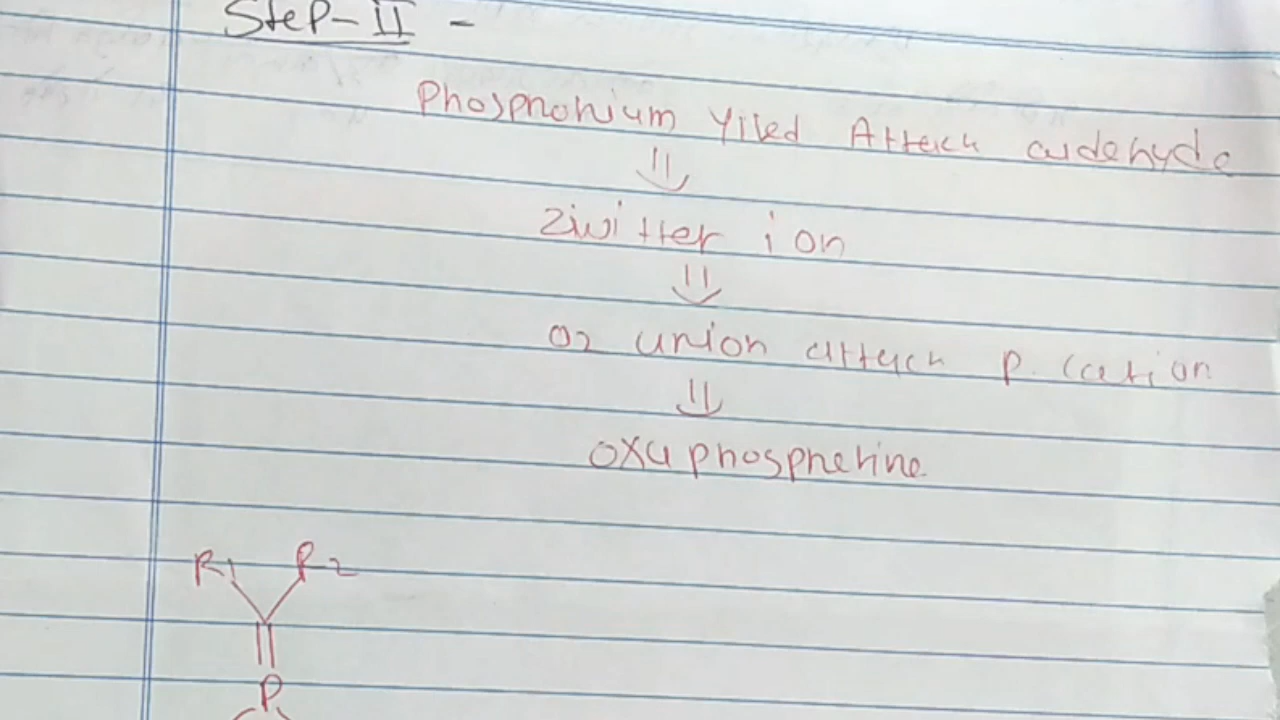 Step-II -
Phosphonium Yiled Attack aldehyde
Zwitter ion
O2 anion attack P. Cation
Oxaphosphetine
R1 R2
P